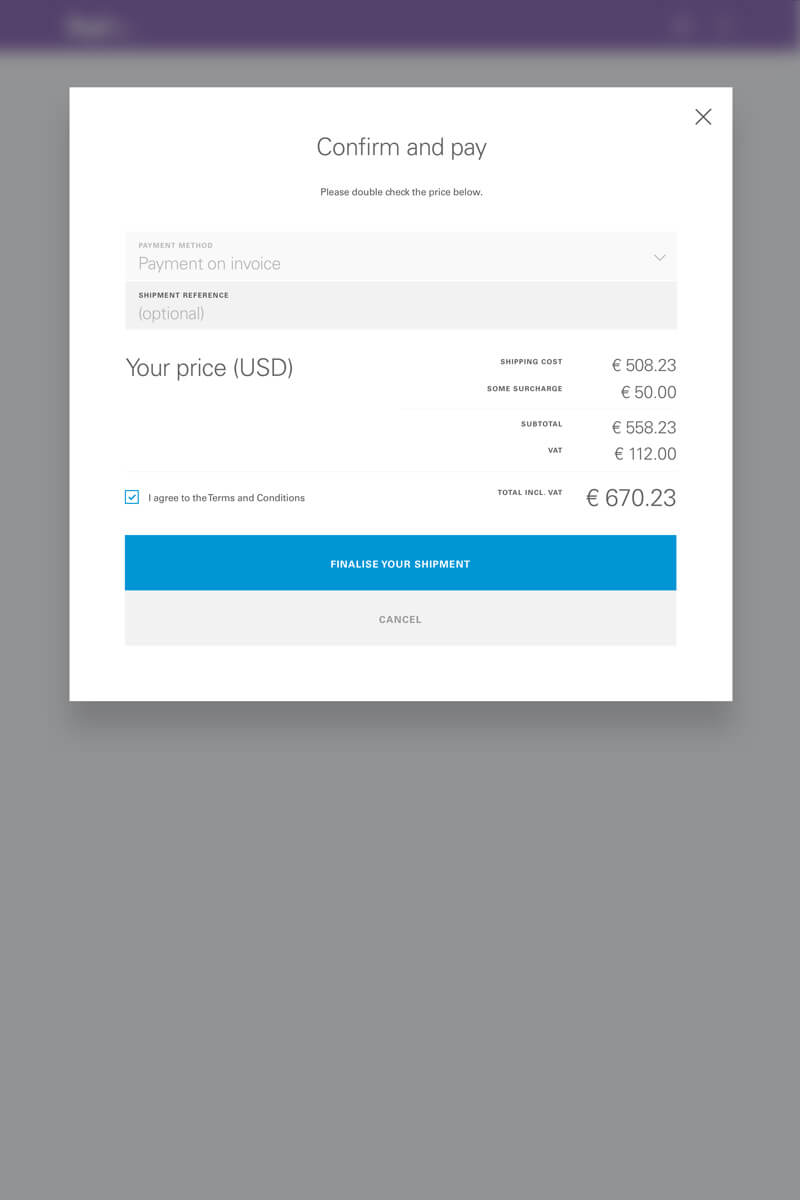 Confirm and pay
Please double check the price below.
PAYMENT METHOD
Payment on invoice
SHIPMENT REFERENCE
(optional)
Your price (USD)
SHIPPING COST € 508.23
SOME SURCHARGE € 50.00
SUBTOTAL € 558.23
VAT € 112.00
I agree to the Terms and Conditions
TOTAL INCL. VAT € 670.23
FINALISE YOUR SHIPMENT
CANCEL